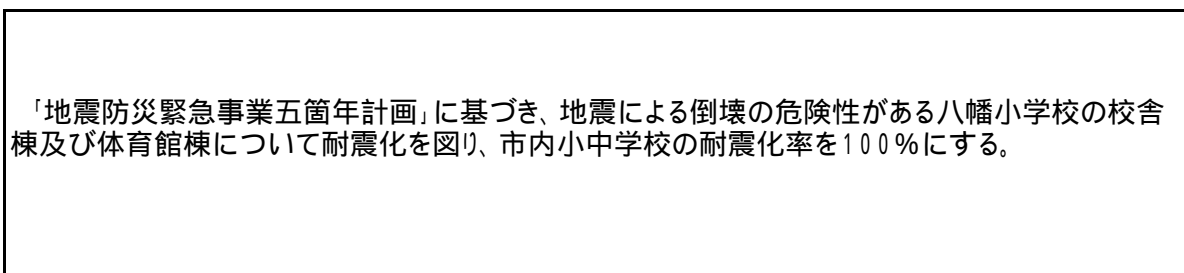 「地震防災緊急事業五箇年計画」に基づき、地震による倒壊の危険性がある八幡小学校の校舎
棟及び体育館棟について耐震化を図り、市内小中学校の耐震化率を100%にする。